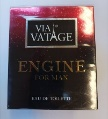 VIA
VATAGE
ENGINE
FOR MAN
EAU DE TOILETTE